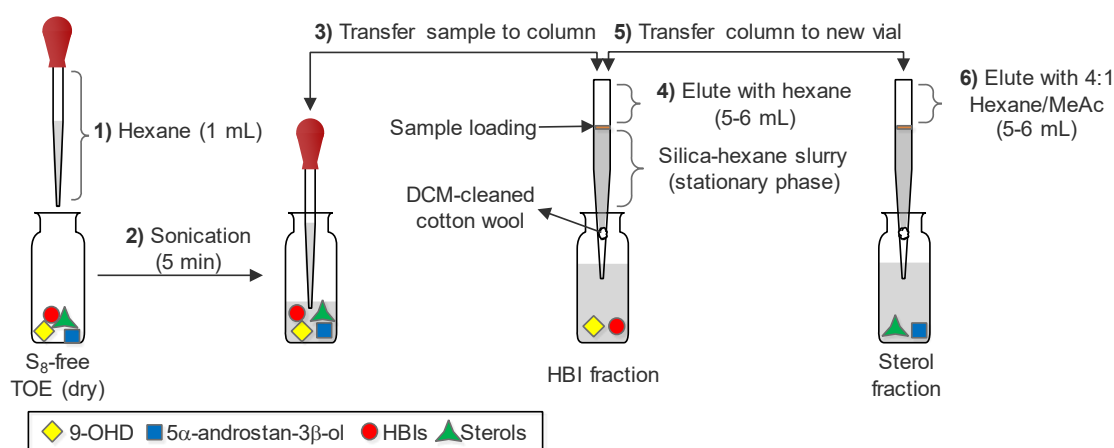 3) Transfer sample to column
5) Transfer column to new vial
1) Hexane (1 mL)
4) Elute with hexane
(5-6 mL)
6) Elute with 4:1
Hexane/MeAc
(5-6 mL)
Sample loading
Silica-hexane slurry
(stationary phase)
DCM-cleaned
cotton wool
2) Sonication
(5 min)
S₈-free
TOE (dry)
HBI fraction
Sterol
fraction
9-OHD 5α-androstan-3β-ol HBIs Sterols